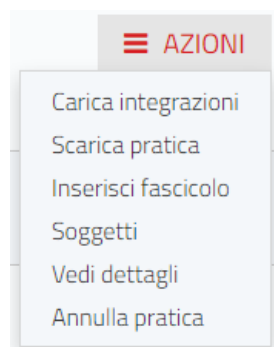 AZIONI
Carica integrazioni
Scarica pratica
Inserisci fascicolo
Soggetti
Vedi dettagli
Annulla pratica